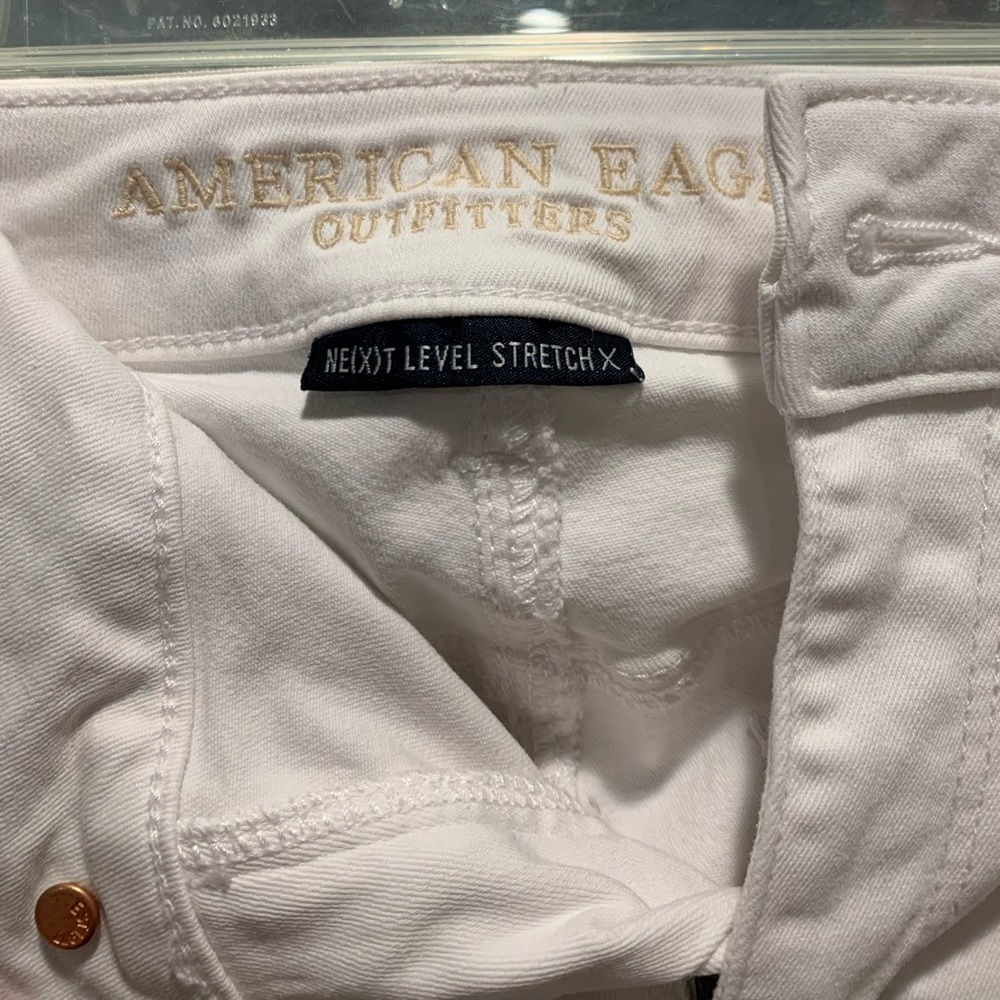 PAT.NO. 6021933
AMERICAN EAG
OUTFITTERS
NE(X)T LEVEL STRETCH X